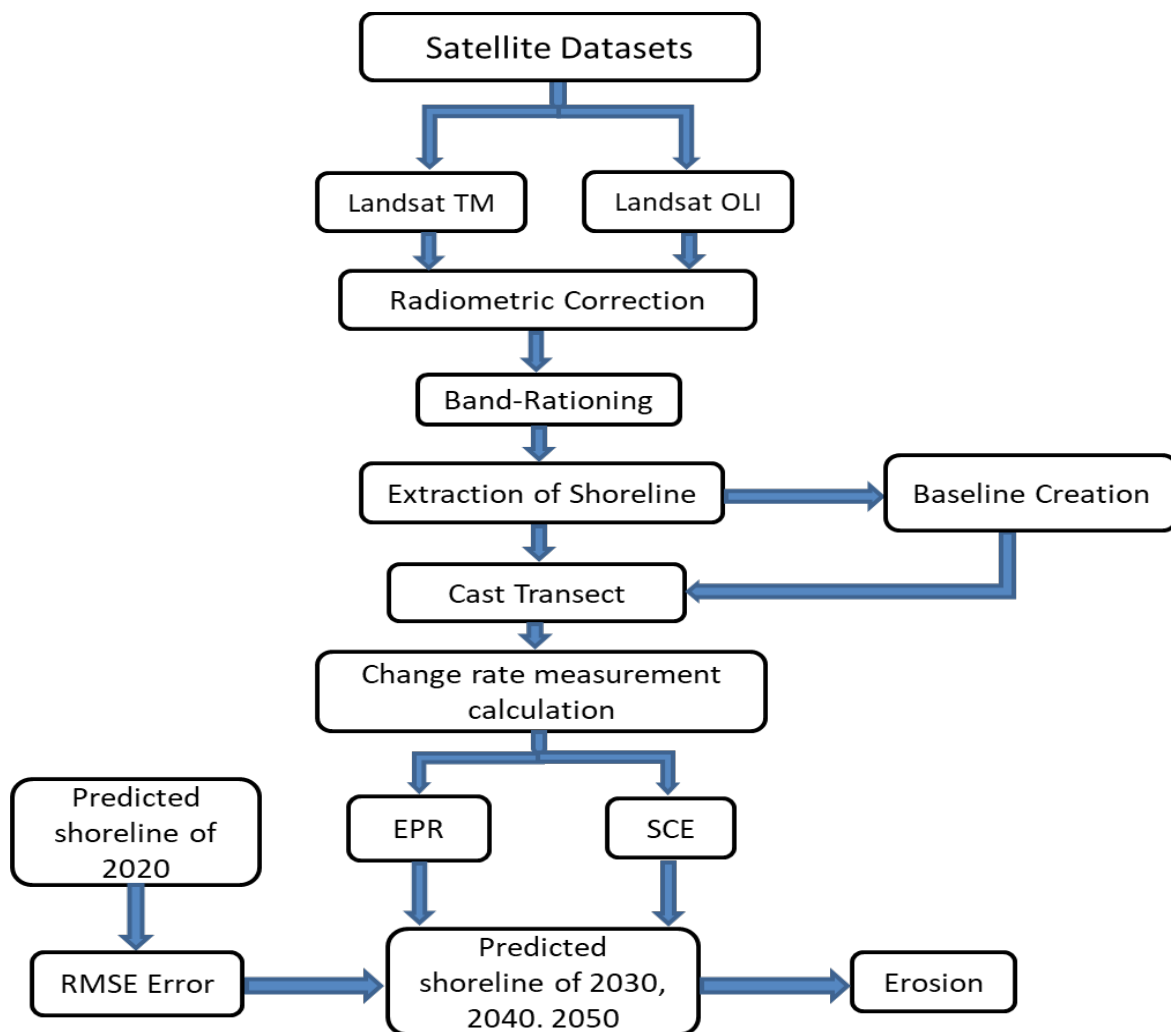 Satellite Datasets
Landsat TM
Landsat OLI
Radiometric Correction
Band-Rationing
Extraction of Shoreline
Baseline Creation
Cast Transect
Change rate measurement
calculation
Predicted
shoreline of
2020
EPR
SCE
RMSE Error
Predicted
shoreline of 2030,
2040. 2050
Erosion